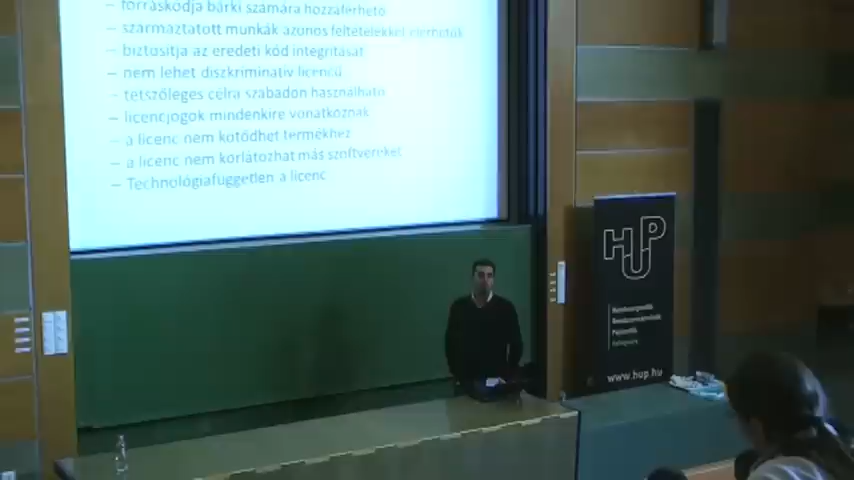 – forráskódja bárki számára hozzáférhető
– származtatott munkák azonos feltételekkel elérhetők
– biztosítja az eredeti kód integritását
– nem lehet diszkriminatív licencű
– tetszőleges célra szabadon használható
– licencjogok mindenkire vonatkoznak
– a licenc nem kötődhet termékhez
– a licenc nem korlátozhat más szoftvereket
– Technológiafüggetlen a licenc
HUP
www.hup.hu